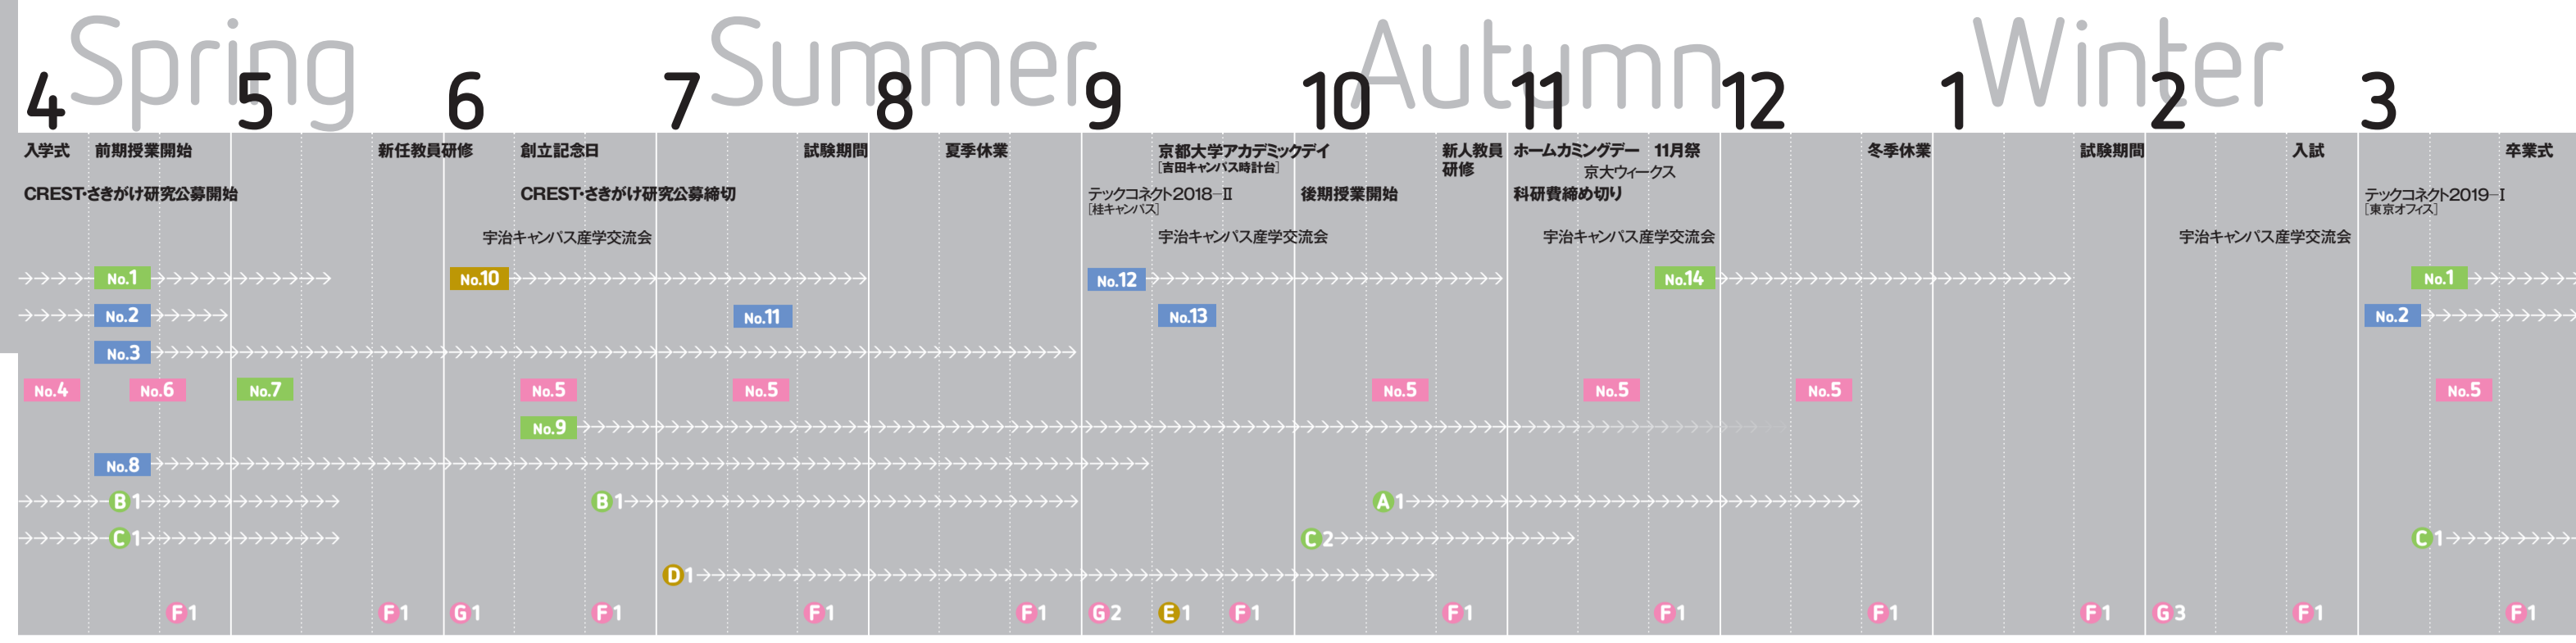 Spring Summer Autumn Winter
4 5 6 7 8 9 10 11 12 1 2 3
入学式 前期授業開始 新任教員研修 創立記念日 試験期間 夏季休業 京都大学アカデミックデイ 新人教員 ホームカミングデー 11月祭 冬季休業 試験期間 入試 卒業式
[吉田キャンパス時計台] 研修 京大ウィークス
CREST・さきがけ研究公募開始 CREST・さきがけ研究公募締切 テックコネクト2018-II 後期授業開始 科研費締め切り テックコネクト2019-I
[桂キャンパス] [東京オフィス]
宇治キャンパス産学交流会 宇治キャンパス産学交流会 宇治キャンパス産学交流会 宇治キャンパス産学交流会
No.1 No.10 No.12 No.14 No.1
No.2 No.11 No.13 No.2
No.3
No.4 No.6 No.7 No.5 No.5 No.5 No.5 No.5 No.5
No.9
No.8
B1 B1 A1
C1 C2 C1
D1
F1 F1 G1 F1 F1 F1 G2 E1 F1 F1 F1 F1 F1 G3 F1 F1